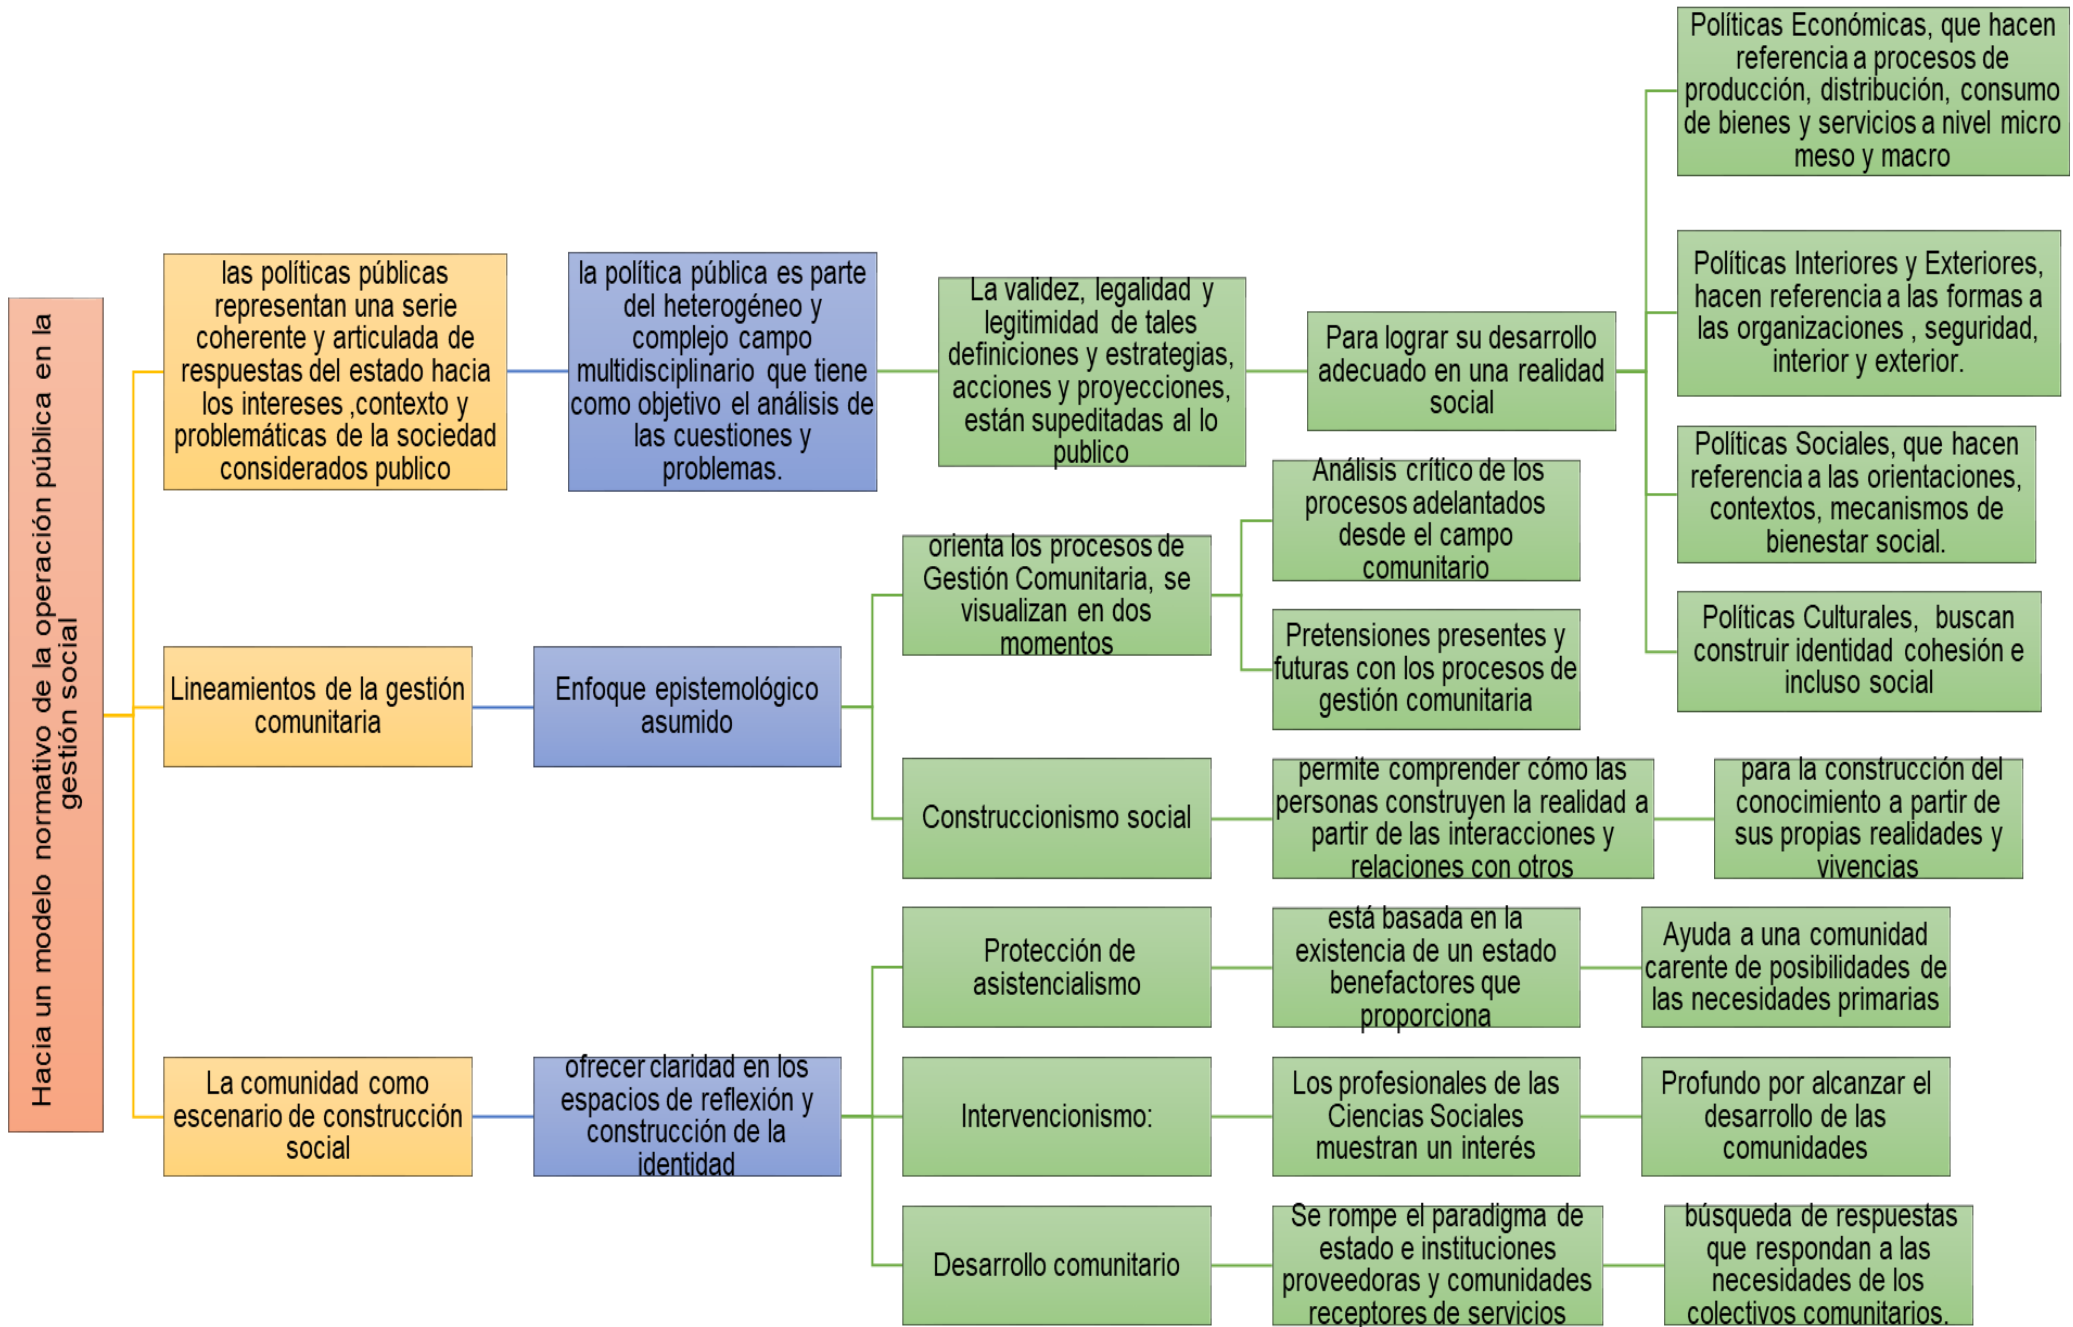 Hacia un modelo normativo de la operación pública en la
gestión social
las políticas públicas
representan una serie
coherente y articulada de
respuestas del estado hacia
los intereses ,contexto y
problemáticas de la sociedad
considerados publico
la política pública es parte
del heterogéneo y
complejo campo
multidisciplinario que tiene
como objetivo el análisis de
las cuestiones y
problemas.
La validez, legalidad y
legitimidad de tales
definiciones y estrategias,
acciones y proyecciones,
están supeditadas al lo
publico
Para lograr su desarrollo
adecuado en una realidad
social
Políticas Económicas, que hacen
referencia a procesos de
producción, distribución, consumo
de bienes y servicios a nivel micro
meso y macro
Políticas Interiores y Exteriores,
hacen referencia a las formas a
las organizaciones , seguridad,
interior y exterior.
Políticas Sociales, que hacen
referencia a las orientaciones,
contextos, mecanismos de
bienestar social.
Políticas Culturales, buscan
construir identidad cohesión e
incluso social
Lineamientos de la gestión
comunitaria
Enfoque epistemológico
asumido
orienta los procesos de
Gestión Comunitaria, se
visualizan en dos
momentos
Análisis crítico de los
procesos adelantados
desde el campo
comunitario
Pretensiones presentes y
futuras con los procesos de
gestión comunitaria
Construccionismo social
permite comprender cómo las
personas construyen la realidad a
partir de las interacciones y
relaciones con otros
para la construcción del
conocimiento a partir de
sus propias realidades y
vivencias
La comunidad como
escenario de construcción
social
ofrecer claridad en los
espacios de reflexión y
construcción de la
identidad
Protección de
asistencialismo
está basada en la
existencia de un estado
benefactores que
proporciona
Ayuda a una comunidad
carente de posibilidades de
las necesidades primarias
Intervencionismo:
Los profesionales de las
Ciencias Sociales
muestran un interés
Profundo por alcanzar el
desarrollo de las
comunidades
Desarrollo comunitario
Se rompe el paradigma de
estado e instituciones
proveedoras y comunidades
receptores de servicios
búsqueda de respuestas
que respondan a las
necesidades de los
colectivos comunitarios.